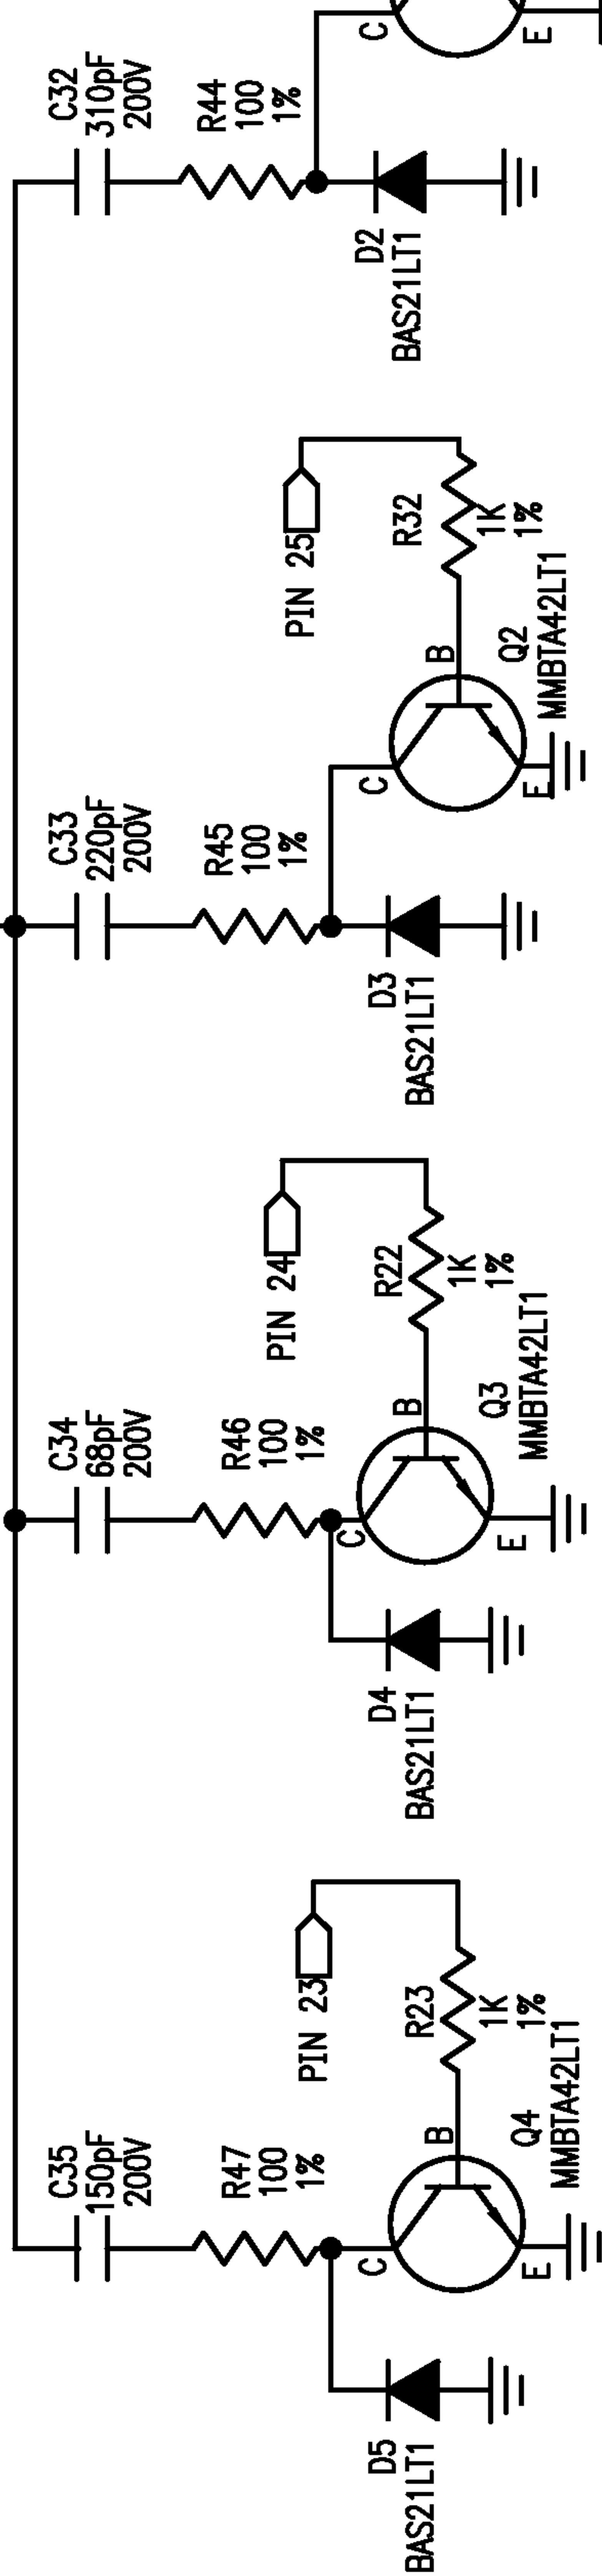 C35
150pF
200V
R47
100
1%
C
B
E
Q4
MMBTA42LT1
R23
1K
1%
PIN 23
D5
BAS21LT1
C34
68pF
200V
R46
100
1%
C
B
E
Q3
MMBTA42LT1
R22
1K
1%
PIN 24
D4
BAS21LT1
C33
220pF
200V
R45
100
1%
C
B
E
Q2
MMBTA42LT1
R32
1K
1%
PIN 25
D3
BAS21LT1
C32
310pF
200V
R44
100
1%
C
E
D2
BAS21LT1